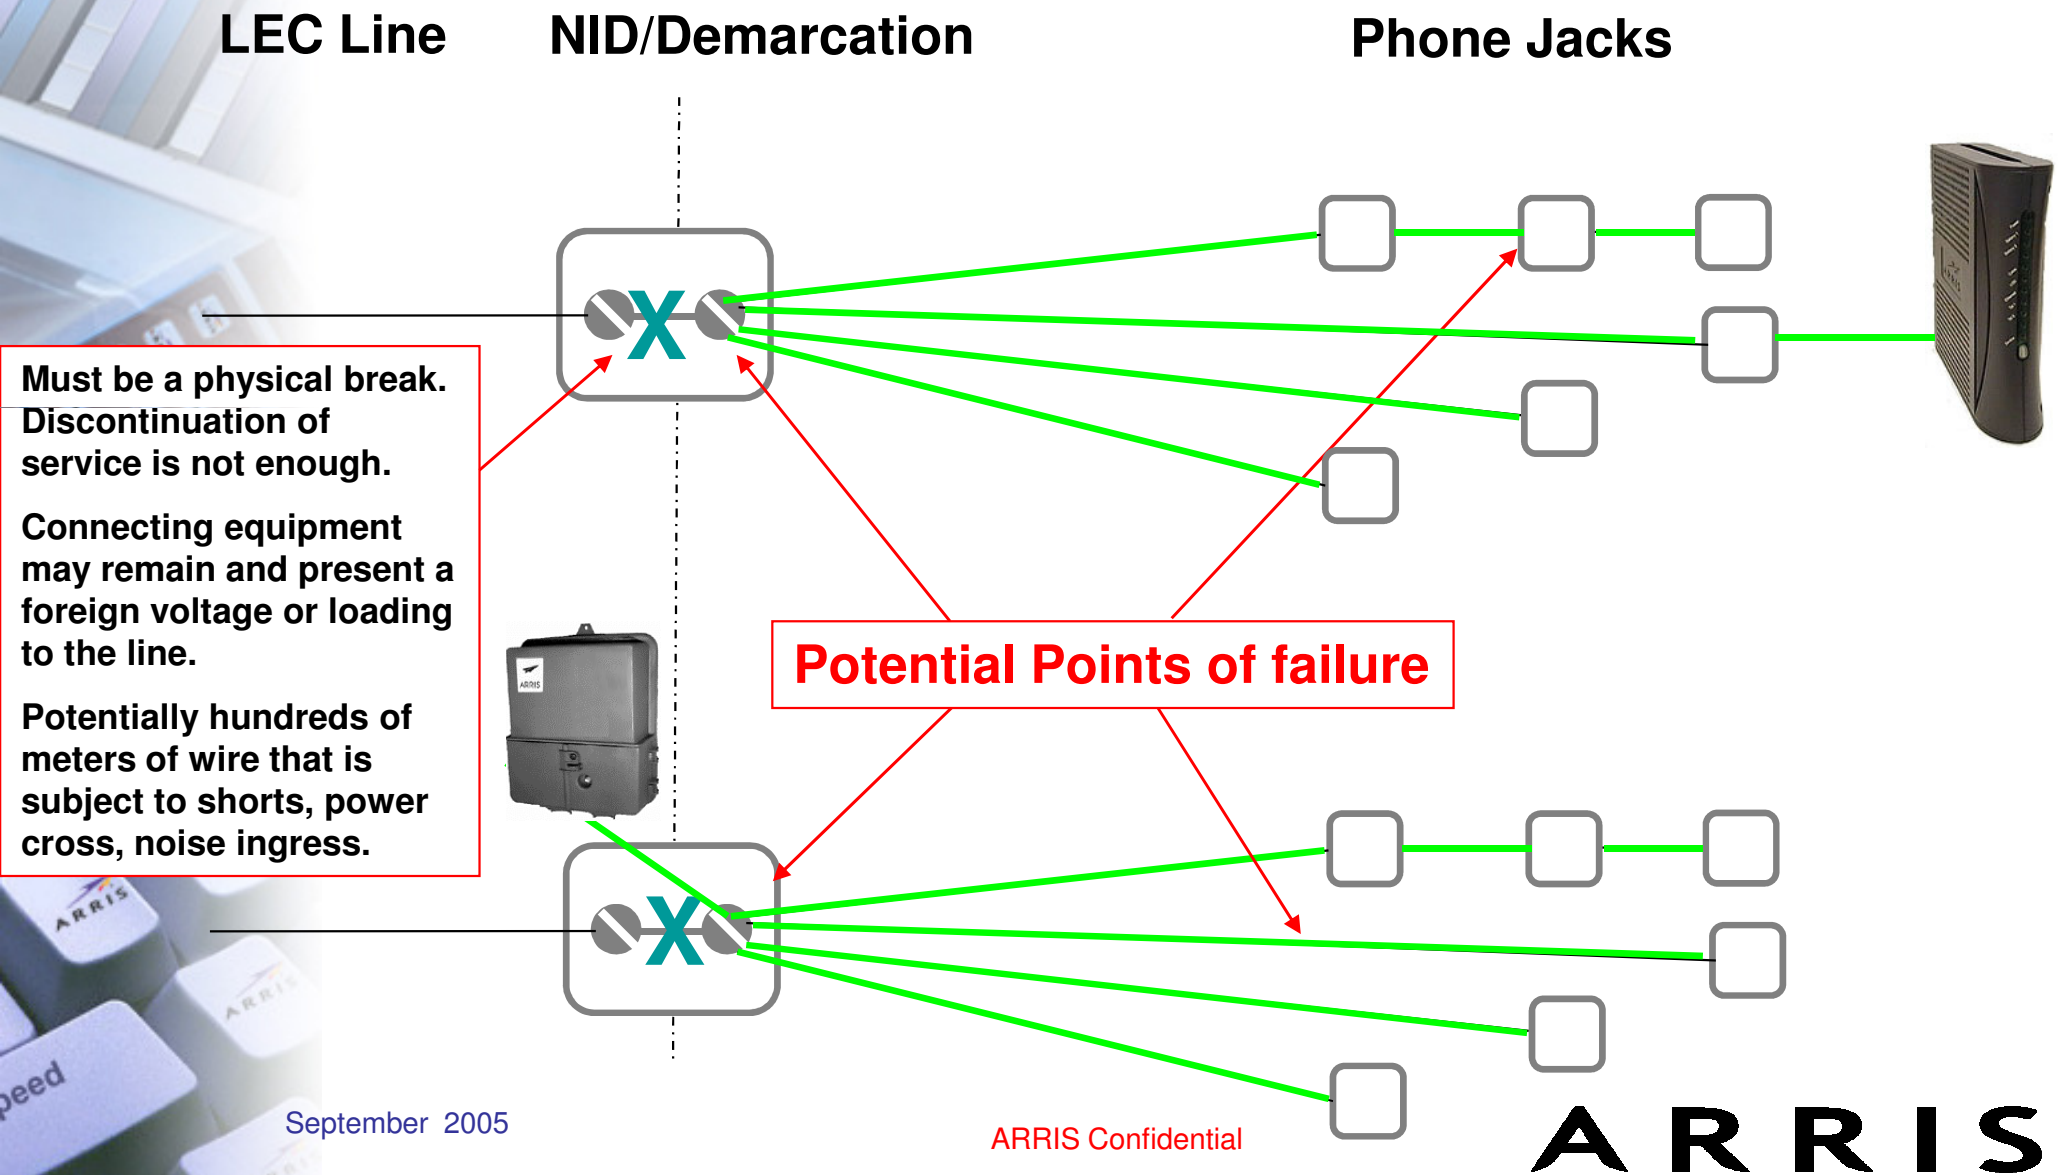 LEC Line
NID/Demarcation
Phone Jacks
X
Must be a physical break.
Discontinuation of
service is not enough.
Connecting equipment
may remain and present a
foreign voltage or loading
to the line.
Potentially hundreds of
meters of wire that is
subject to shorts, power
cross, noise ingress.
ARRIS
Potential Points of failure
X
ARRIS
ARRIS
peed
September 2005
ARRIS Confidential
ARRIS